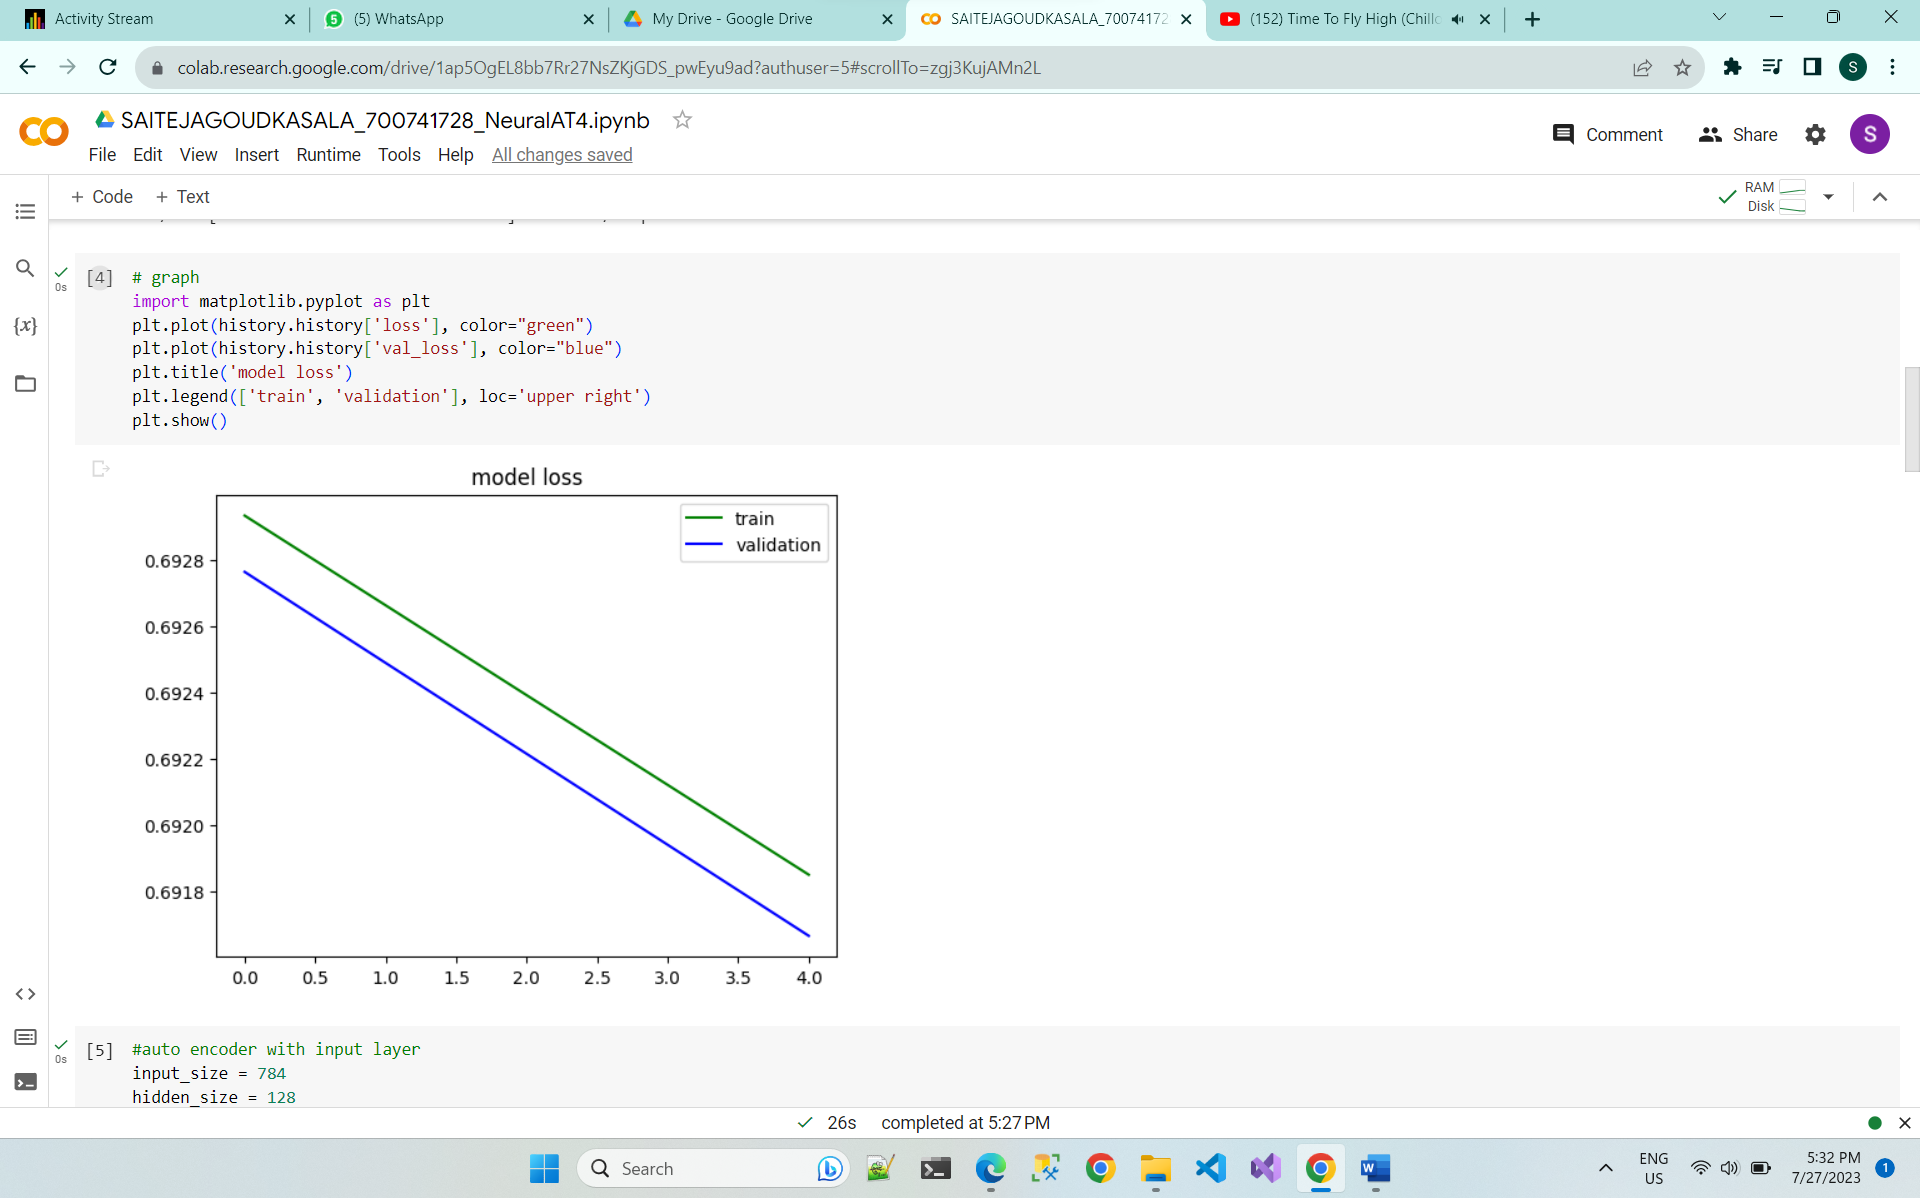 Activity Stream
(5) WhatsApp
My Drive - Google Drive
SAITEJAGOUDKASALA_70074172
(152) Time To Fly High (Chill
colab.research.google.com/drive/1ap5OgEL8bb7Rr27NsZKjGDS_pwEyu9ad?authuser=5#scrollTo=zgj3KujAMn2L
S
SAITEJAGOUDKASALA_700741728_NeuralAT4.ipynb
Comment
Share
S
File Edit View Insert Runtime Tools Help All changes saved
+ Code + Text
RAM
Disk
{x}
0s
[4] # graph
import matplotlib.pyplot as plt
plt.plot(history.history['loss'], color="green")
plt.plot(history.history['val_loss'], color="blue")
plt.title('model loss')
plt.legend(['train', 'validation'], loc='upper right')
plt.show()
model loss
train
validation
0.6928
0.6926
0.6924
0.6922
0.6920
0.6918
0.0 0.5 1.0 1.5 2.0 2.5 3.0 3.5 4.0
0s
[5] #auto encoder with input layer
input_size = 784
hidden_size = 128
26s completed at 5:27 PM
Search
ENG
US
5:32 PM
7/27/2023
1